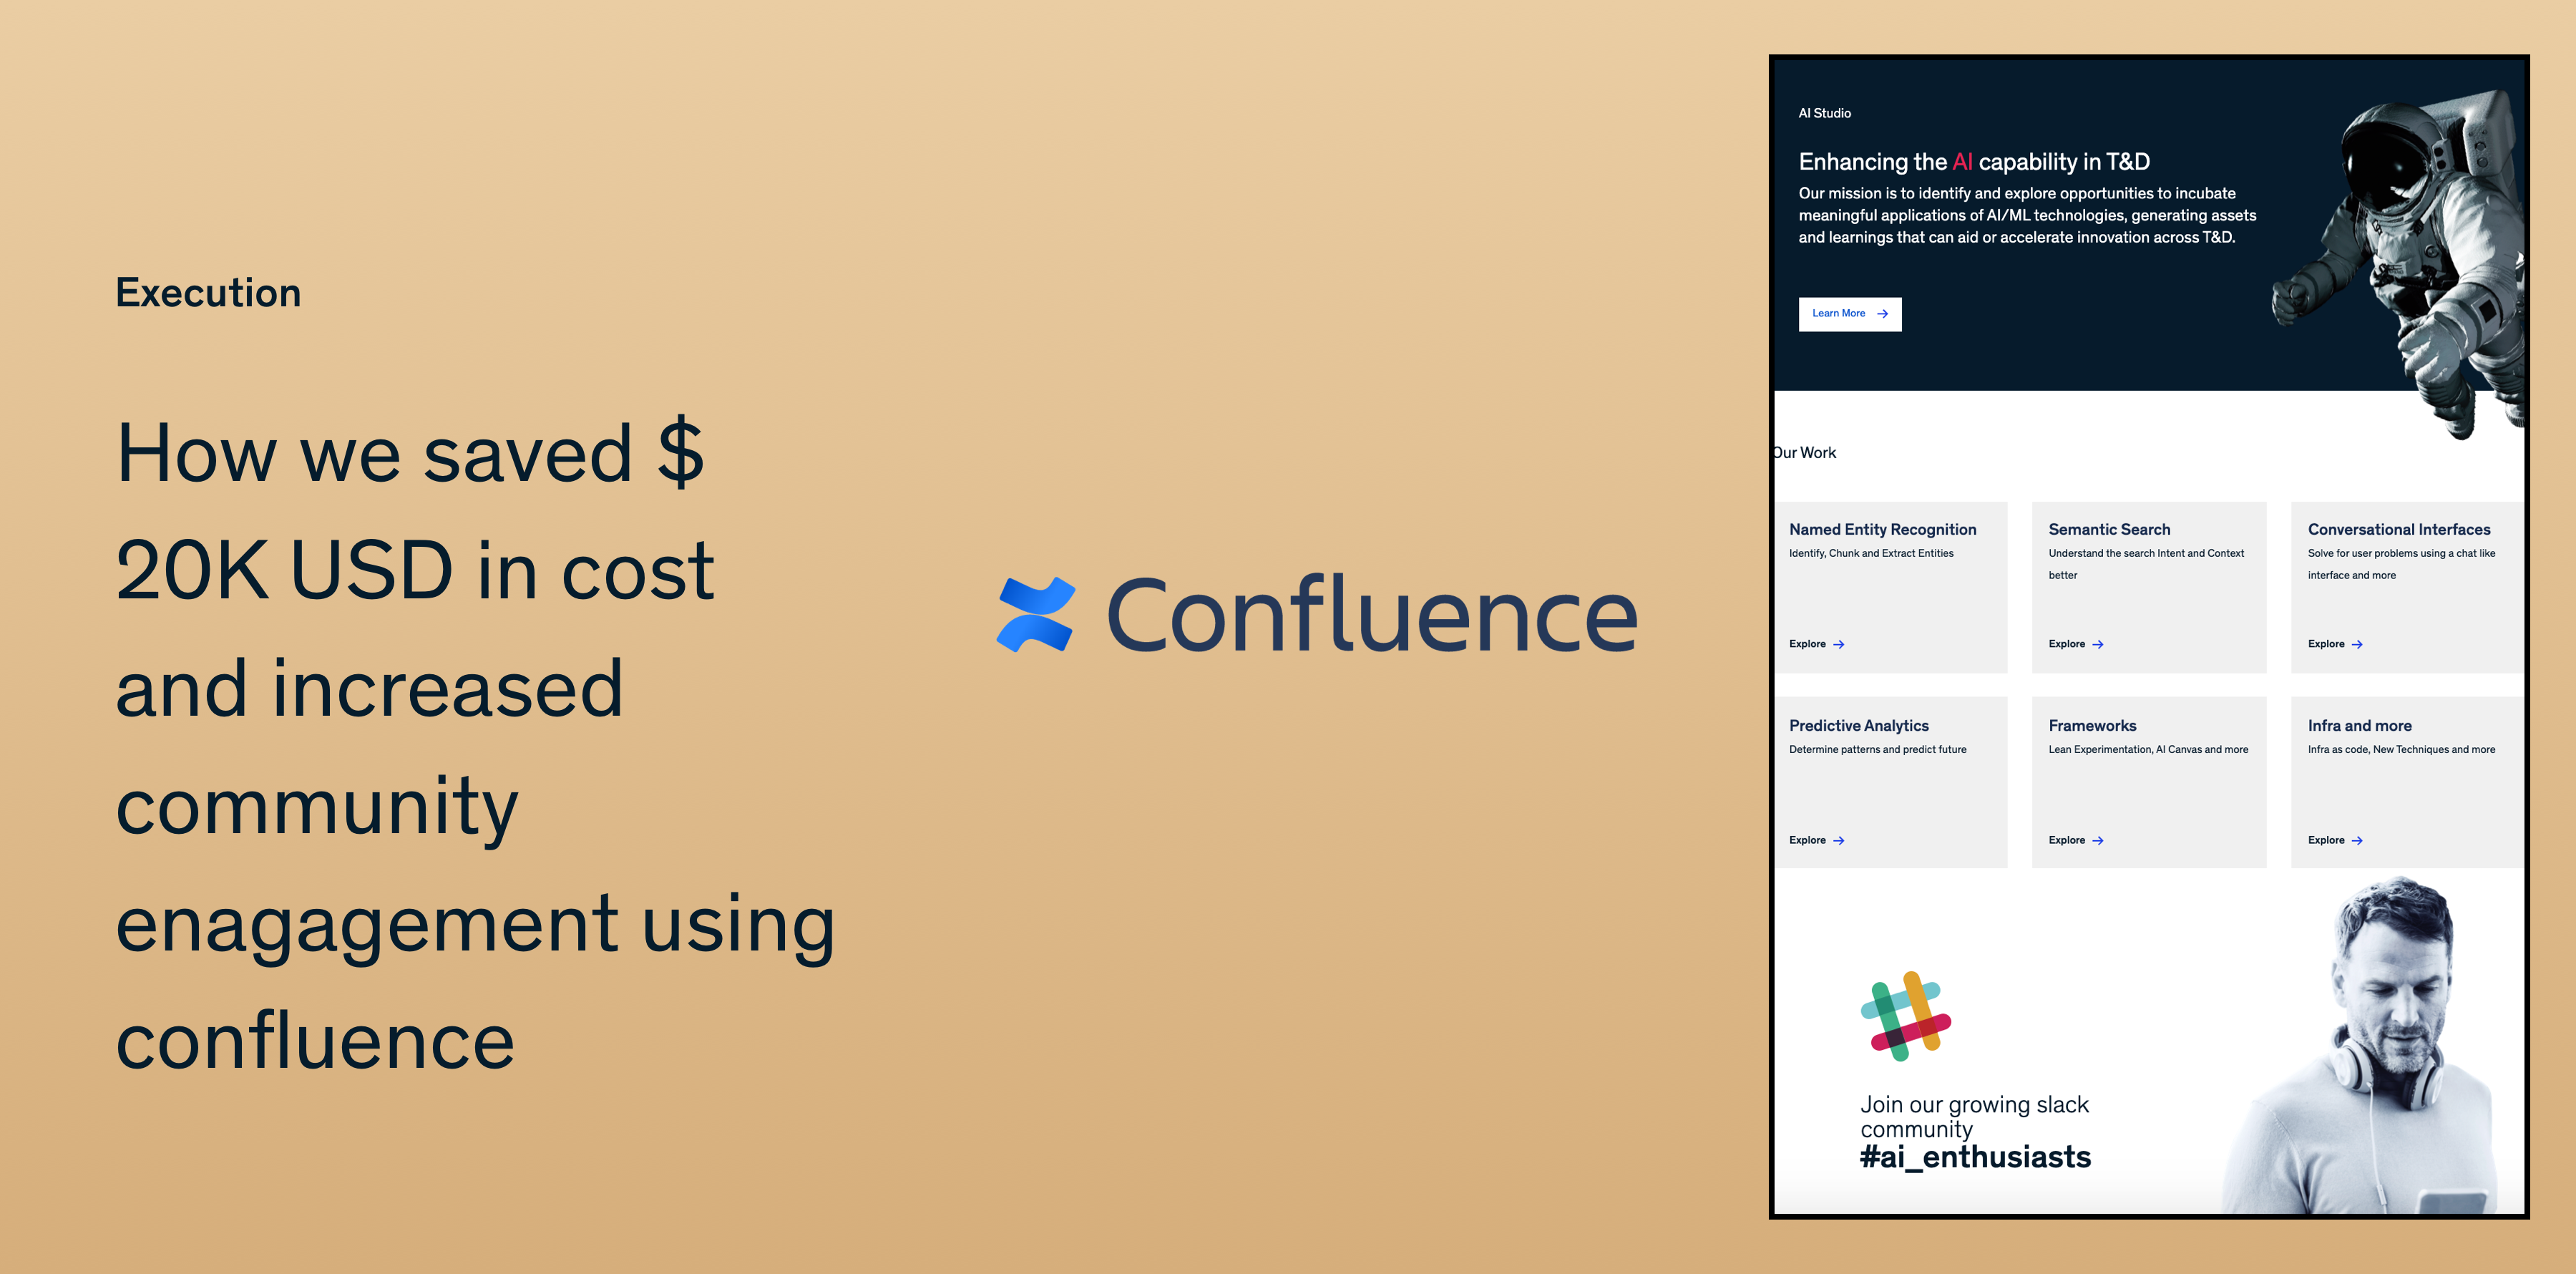 Execution
How we saved $
20K USD in cost
and increased
community
enagagement using
confluence
Confluence
AI Studio
Enhancing the AI capability in T&D
Our mission is to identify and explore opportunities to incubate
meaningful applications of AI/ML technologies, generating assets
and learnings that can aid or accelerate innovation across T&D.
Learn More
Our Work
Named Entity Recognition
Identify, Chunk and Extract Entities
Explore
Semantic Search
Understand the search Intent and Context
better
Explore
Conversational Interfaces
Solve for user problems using a chat like
interface and more
Explore
Predictive Analytics
Determine patterns and predict future
Explore
Frameworks
Lean Experimentation, AI Canvas and more
Explore
Infra and more
Infra as code, New Techniques and more
Explore
Join our growing slack
community
#ai_enthusiasts